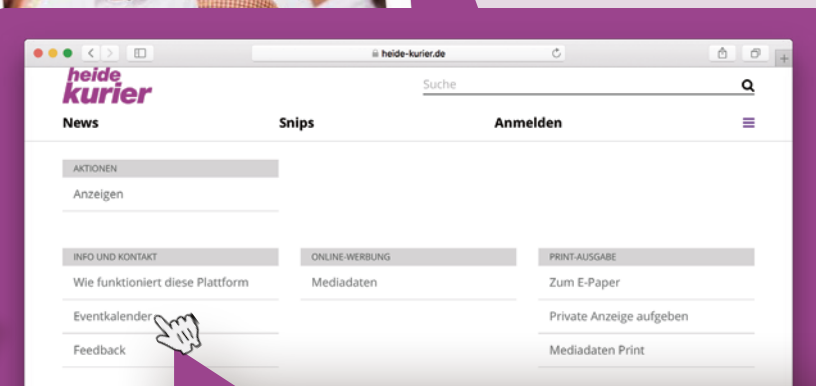 heide-kurier.de
heide
kurier
Suche
News
Snips
Anmelden
AKTIONEN
Anzeigen
INFO UND KONTAKT
Wie funktioniert diese Plattform
Eventkalender
Feedback
ONLINE-WERBUNG
Mediadaten
PRINT-AUSGABE
Zum E-Paper
Private Anzeige aufgeben
Mediadaten Print